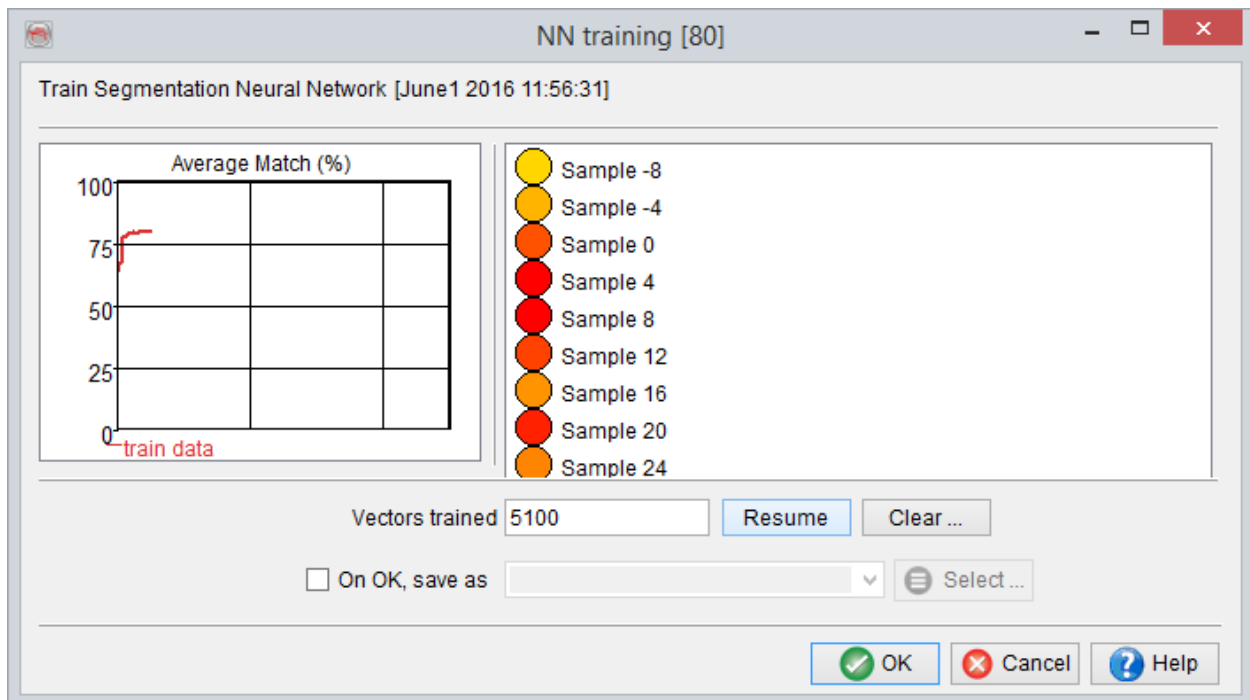 NN training [80]
Train Segmentation Neural Network [June1 2016 11:56:31]
Average Match (%)
100
75
50
25
0
train data
Sample -8
Sample -4
Sample 0
Sample 4
Sample 8
Sample 12
Sample 16
Sample 20
Sample 24
Vectors trained 5100 Resume Clear ...
On OK, save as Select ...
OK Cancel Help